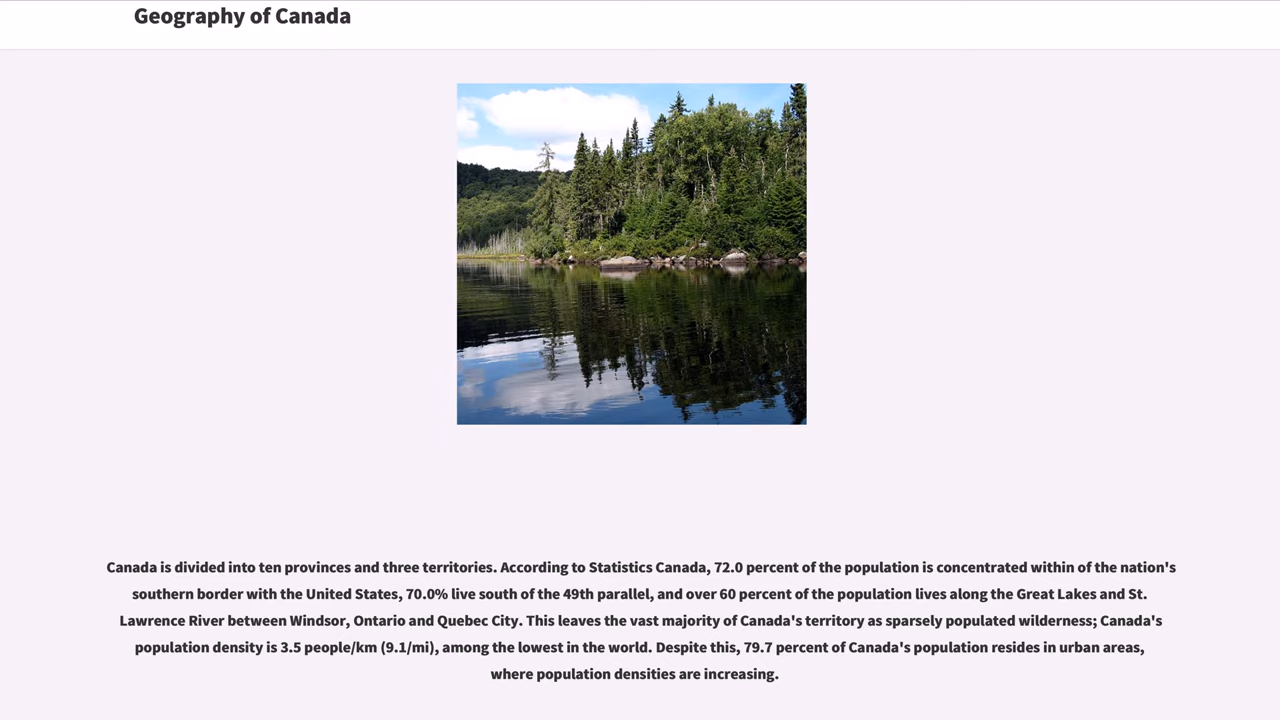 Geography of Canada
Canada is divided into ten provinces and three territories. According to Statistics Canada, 72.0 percent of the population is concentrated within of the nation's
southern border with the United States, 70.0% live south of the 49th parallel, and over 60 percent of the population lives along the Great Lakes and St.
Lawrence River between Windsor, Ontario and Quebec City. This leaves the vast majority of Canada's territory as sparsely populated wilderness; Canada's
population density is 3.5 people/km (9.1/mi), among the lowest in the world. Despite this, 79.7 percent of Canada's population resides in urban areas,
where population densities are increasing.